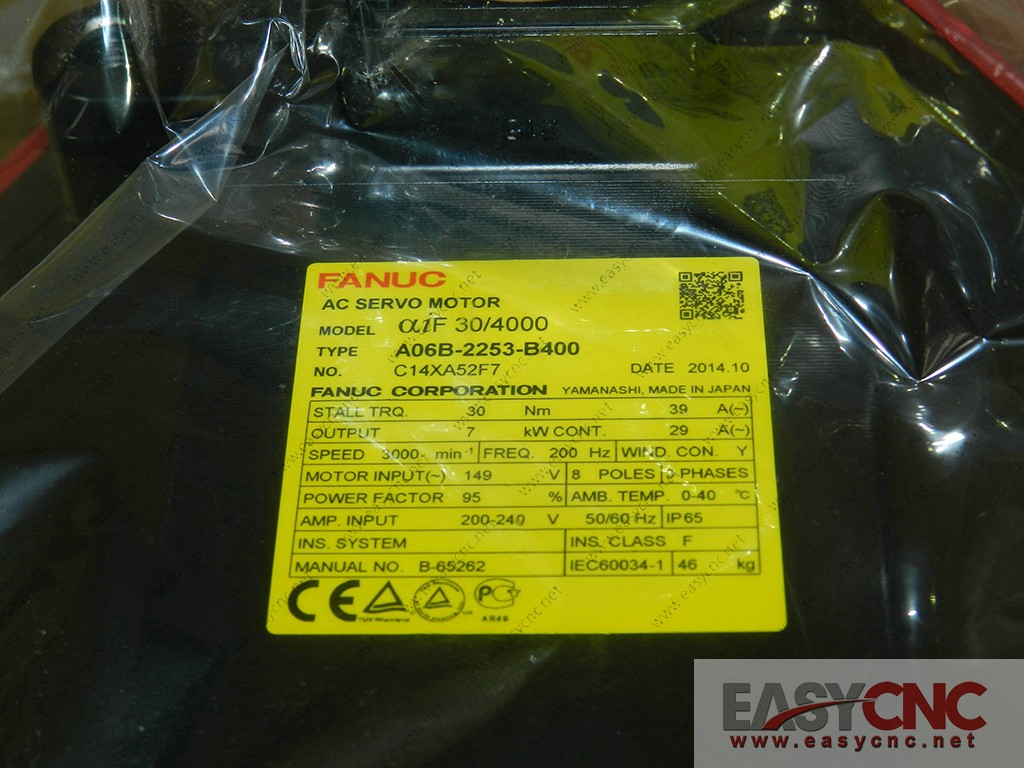 FANUC
AC SERVO MOTOR
MODEL αiF 30/4000
TYPE A06B-2253-B400
NO. C14XA52F7 DATE 2014.10
FANUC CORPORATION YAMANASHI, MADE IN JAPAN
STALL TRQ. 30 Nm 39 A(~)
OUTPUT 7 kW CONT. 29 A(~)
SPEED 3000 min⁻¹ FREQ. 200 Hz WIND. CON. Y
MOTOR INPUT(~) 149 V 8 POLES 3 PHASES
POWER FACTOR 95 % AMB. TEMP. 0-40 °C
AMP. INPUT 200-240 V 50/60 Hz IP65
INS. SYSTEM INS. CLASS F
MANUAL NO. B-65262 IEC60034-1 46 kg
CE TÜV Rheinland PC
EASYCNC
www.easycnc.net